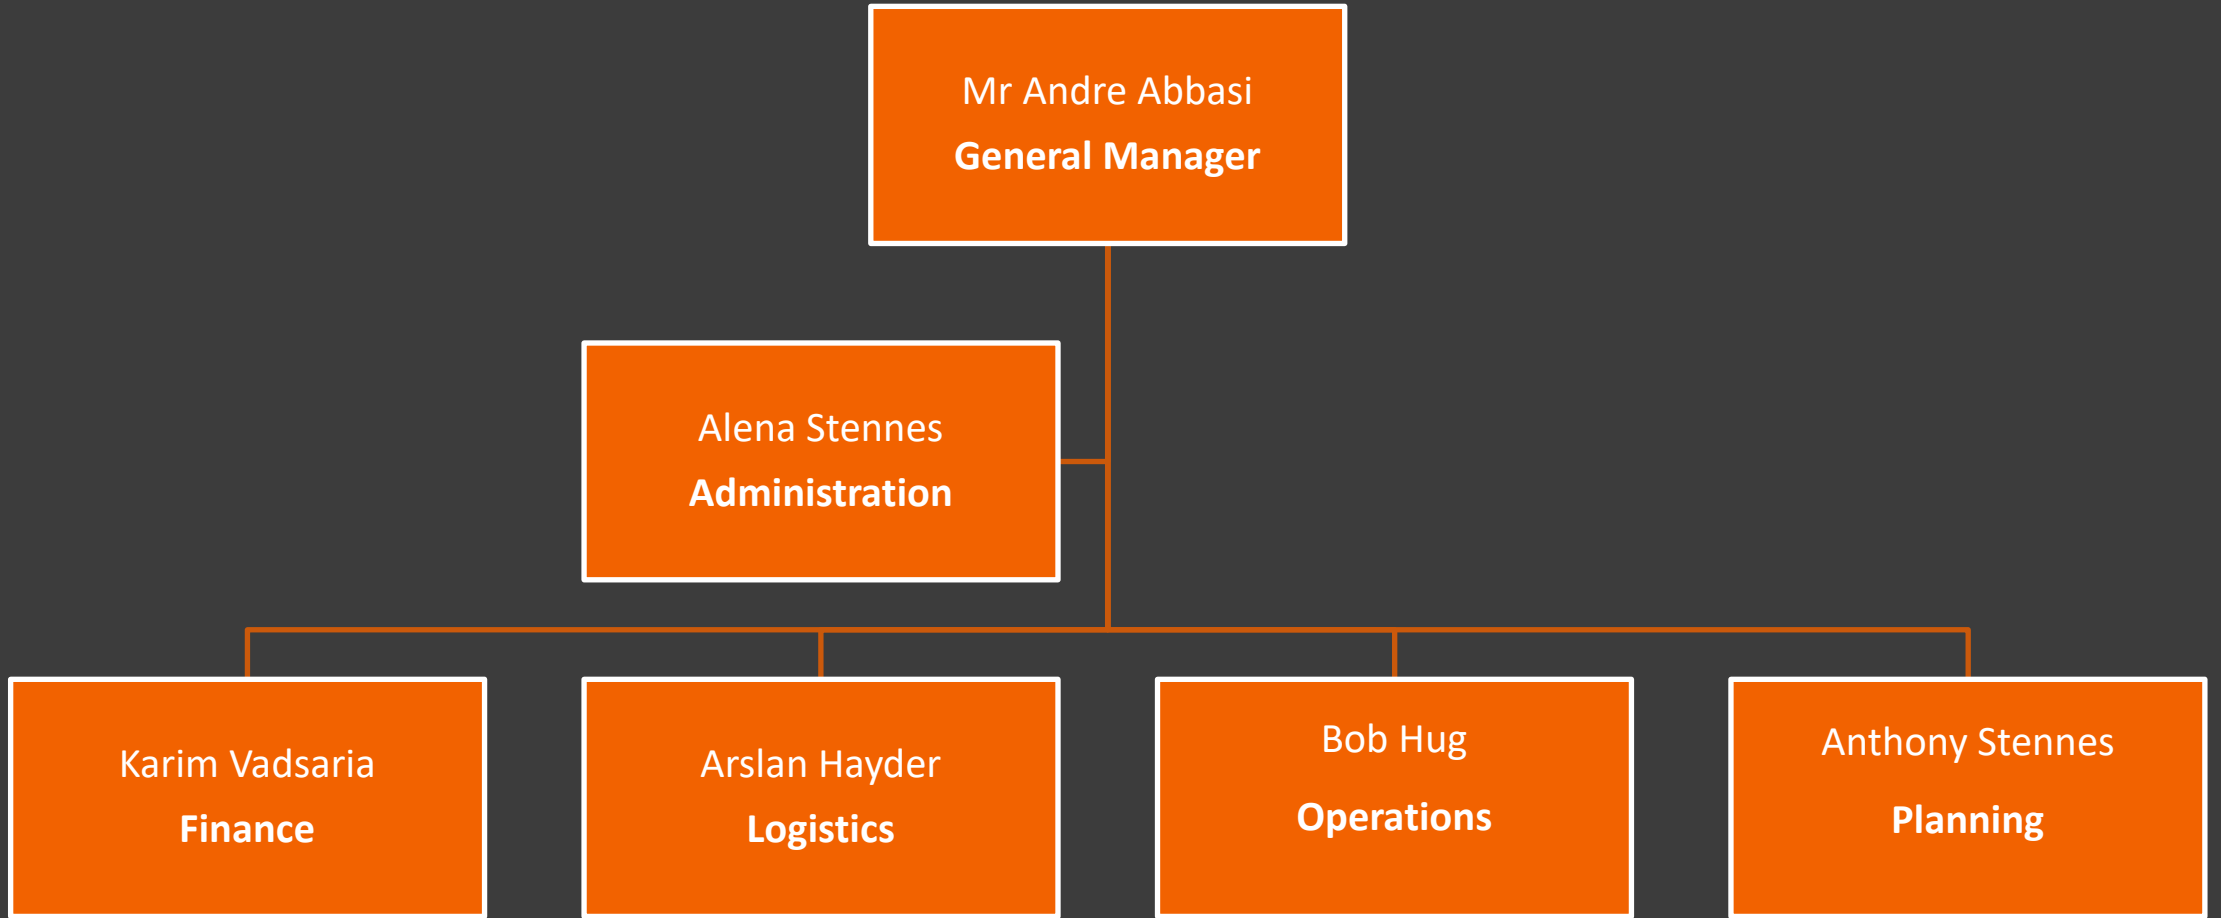 Mr Andre Abbasi
General Manager
Alena Stennes
Administration
Karim Vadsaria
Finance
Arslan Hayder
Logistics
Bob Hug
Operations
Anthony Stennes
Planning